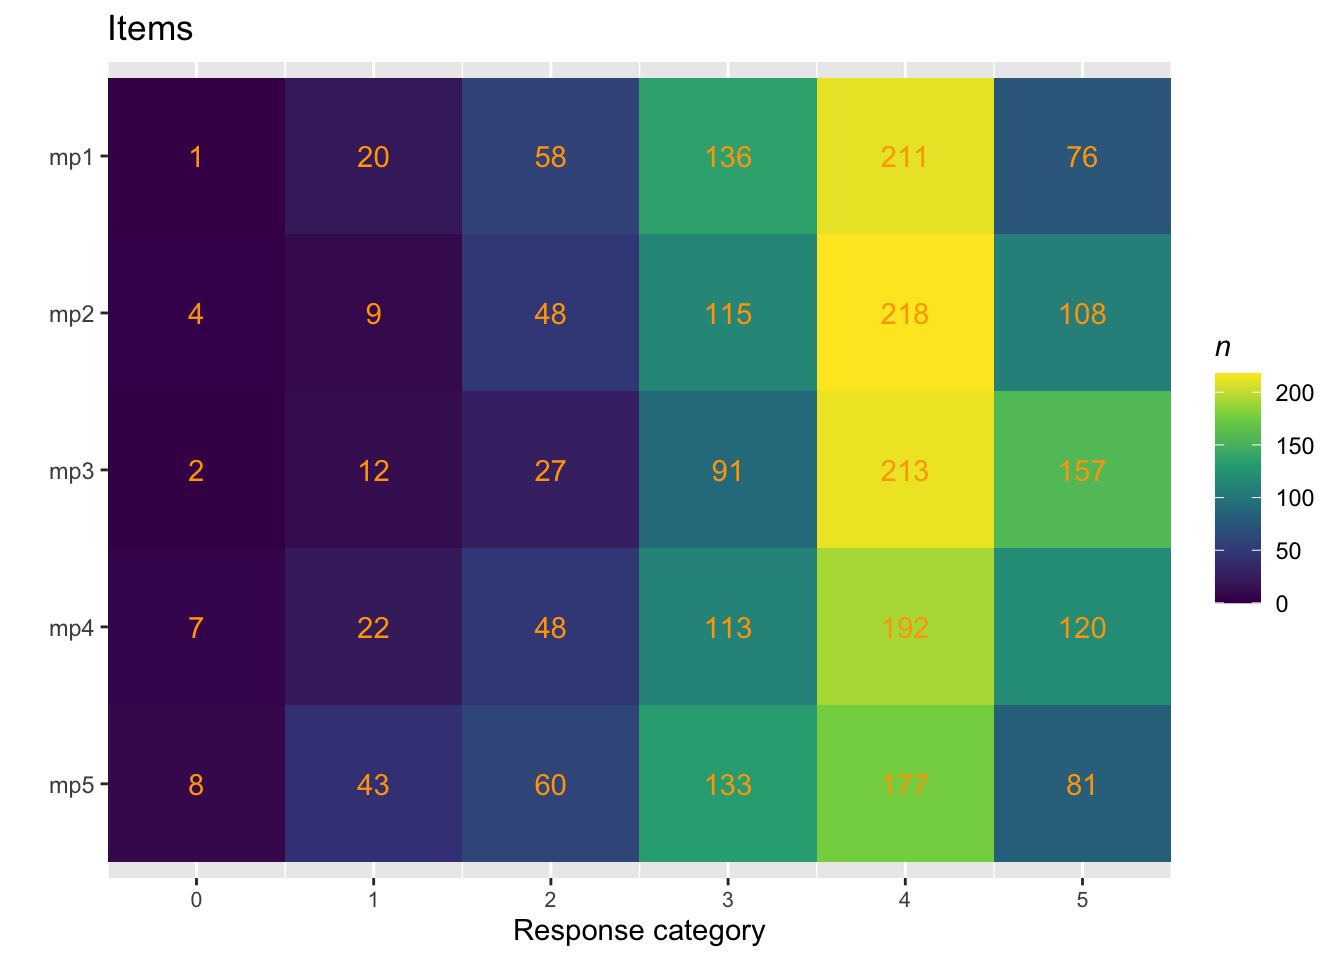 Items
mp1 1 20 58 136 211 76
mp2 4 9 48 115 218 108
mp3 2 12 27 91 213 157
mp4 7 22 48 113 192 120
mp5 8 43 60 133 177 81
0 1 2 3 4 5
Response category
n
200
150
100
50
0